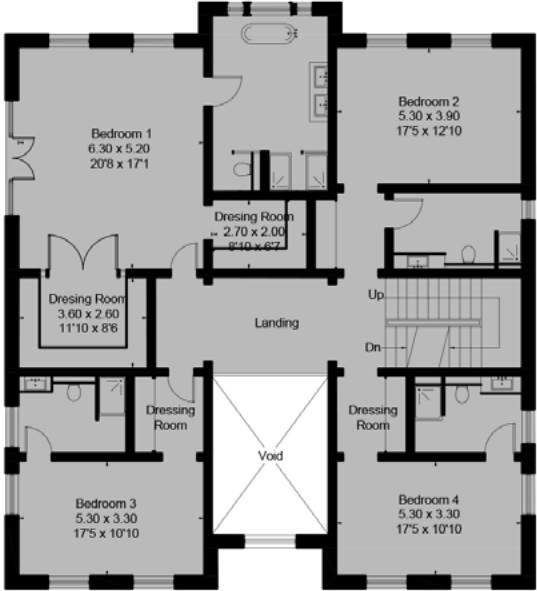 Bedroom 1
6.30 x 5.20
20'8 x 17'1
Bedroom 2
5.30 x 3.90
17'5 x 12'10
Dresing Room
2.70 x 2.00
8'10 x 6'7
Dresing Room
3.60 x 2.60
11'10 x 8'6
Landing
Up
Dn
Dressing
Room
Dressing
Room
Void
Bedroom 3
5.30 x 3.30
17'5 x 10'10
Bedroom 4
5.30 x 3.30
17'5 x 10'10